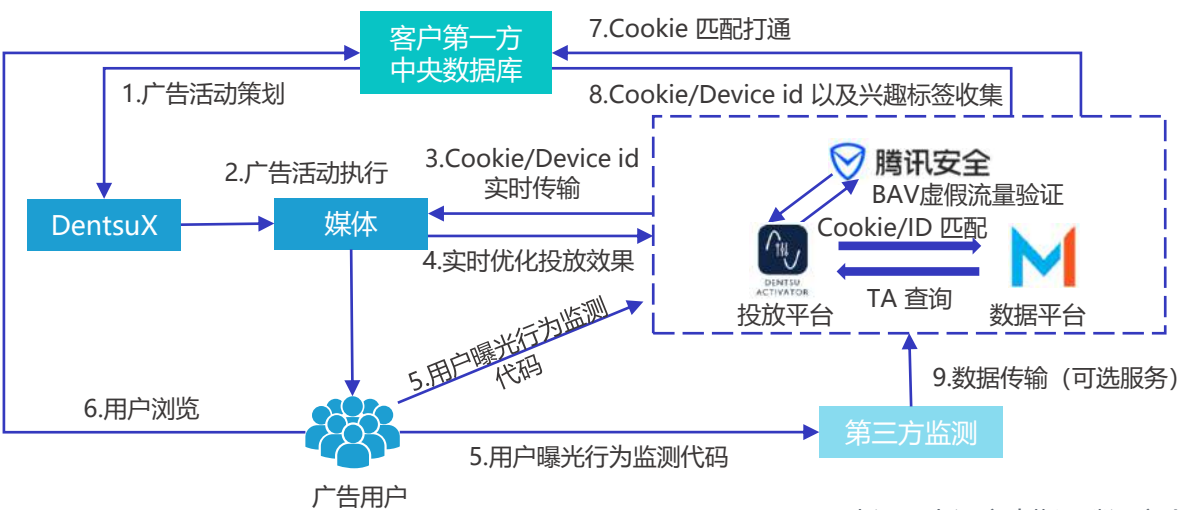 客户第一方
中央数据库
7.Cookie 匹配打通
1.广告活动策划
8.Cookie/Device id 以及兴趣标签收集
2.广告活动执行
3.Cookie/Device id
实时传输
腾讯安全
BAV虚假流量验证
DentsuX
媒体
Cookie/ID 匹配
4.实时优化投放效果
DENTSU
ACTIVATOR
TA 查询
投放平台
数据平台
5.用户曝光行为监测
代码
9.数据传输（可选服务）
6.用户浏览
第三方监测
5.用户曝光行为监测代码
广告用户